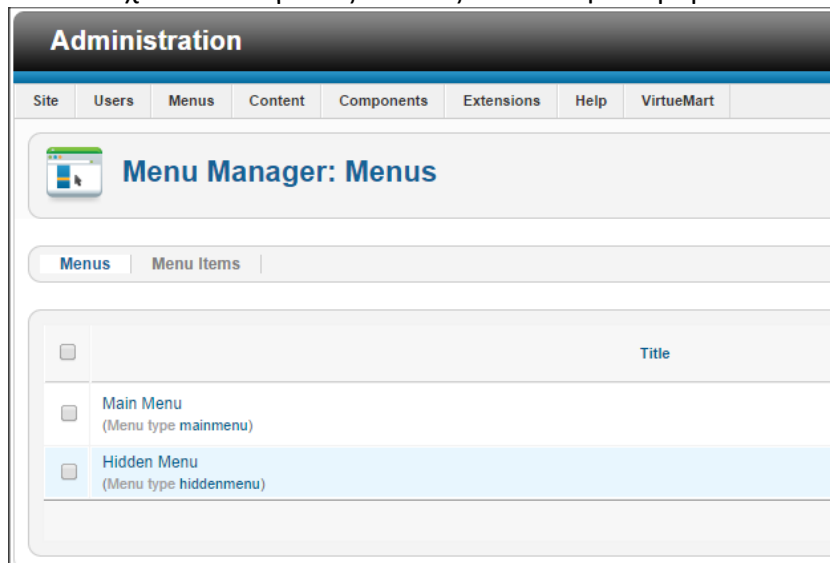 Administration
Site Users Menus Content Components Extensions Help VirtueMart
Menu Manager: Menus
Menus Menu Items
Title
Main Menu
(Menu type mainmenu)
Hidden Menu
(Menu type hiddenmenu)